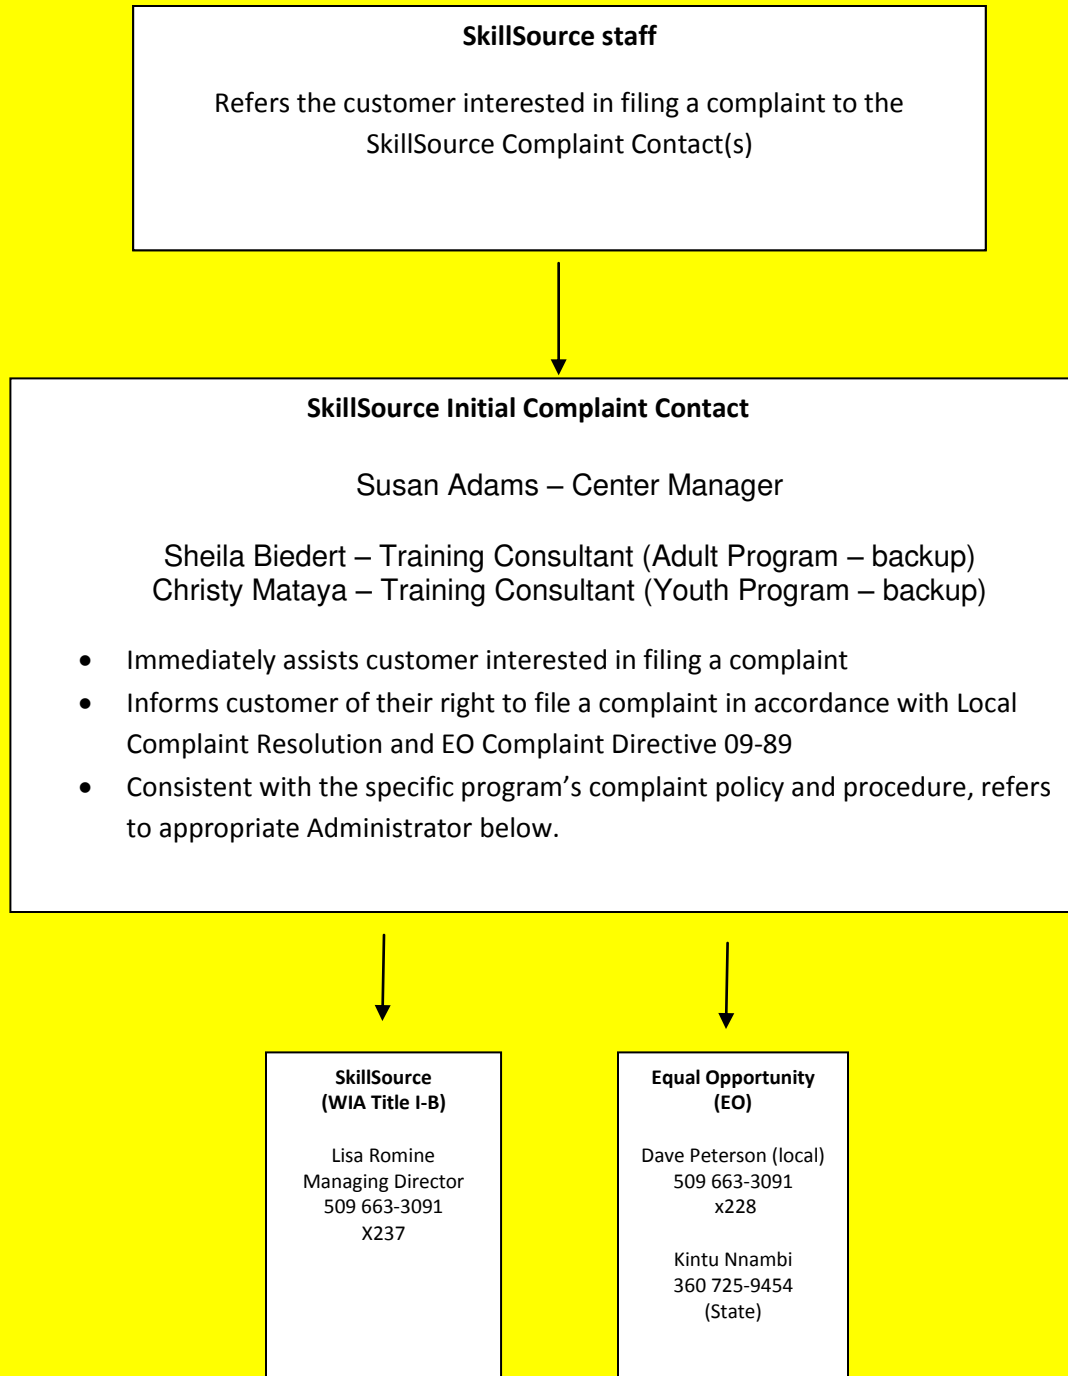 SkillSource staff
Refers the customer interested in filing a complaint to the
SkillSource Complaint Contact(s)
SkillSource Initial Complaint Contact
Susan Adams – Center Manager
Sheila Biedert – Training Consultant (Adult Program – backup)
Christy Mataya – Training Consultant (Youth Program – backup)
• Immediately assists customer interested in filing a complaint
• Informs customer of their right to file a complaint in accordance with Local
Complaint Resolution and EO Complaint Directive 09-89
• Consistent with the specific program’s complaint policy and procedure, refers
to appropriate Administrator below.
SkillSource
(WIA Title I-B)
Lisa Romine
Managing Director
509 663-3091
X237
Equal Opportunity
(EO)
Dave Peterson (local)
509 663-3091
x228
Kintu Nnambi
360 725-9454
(State)